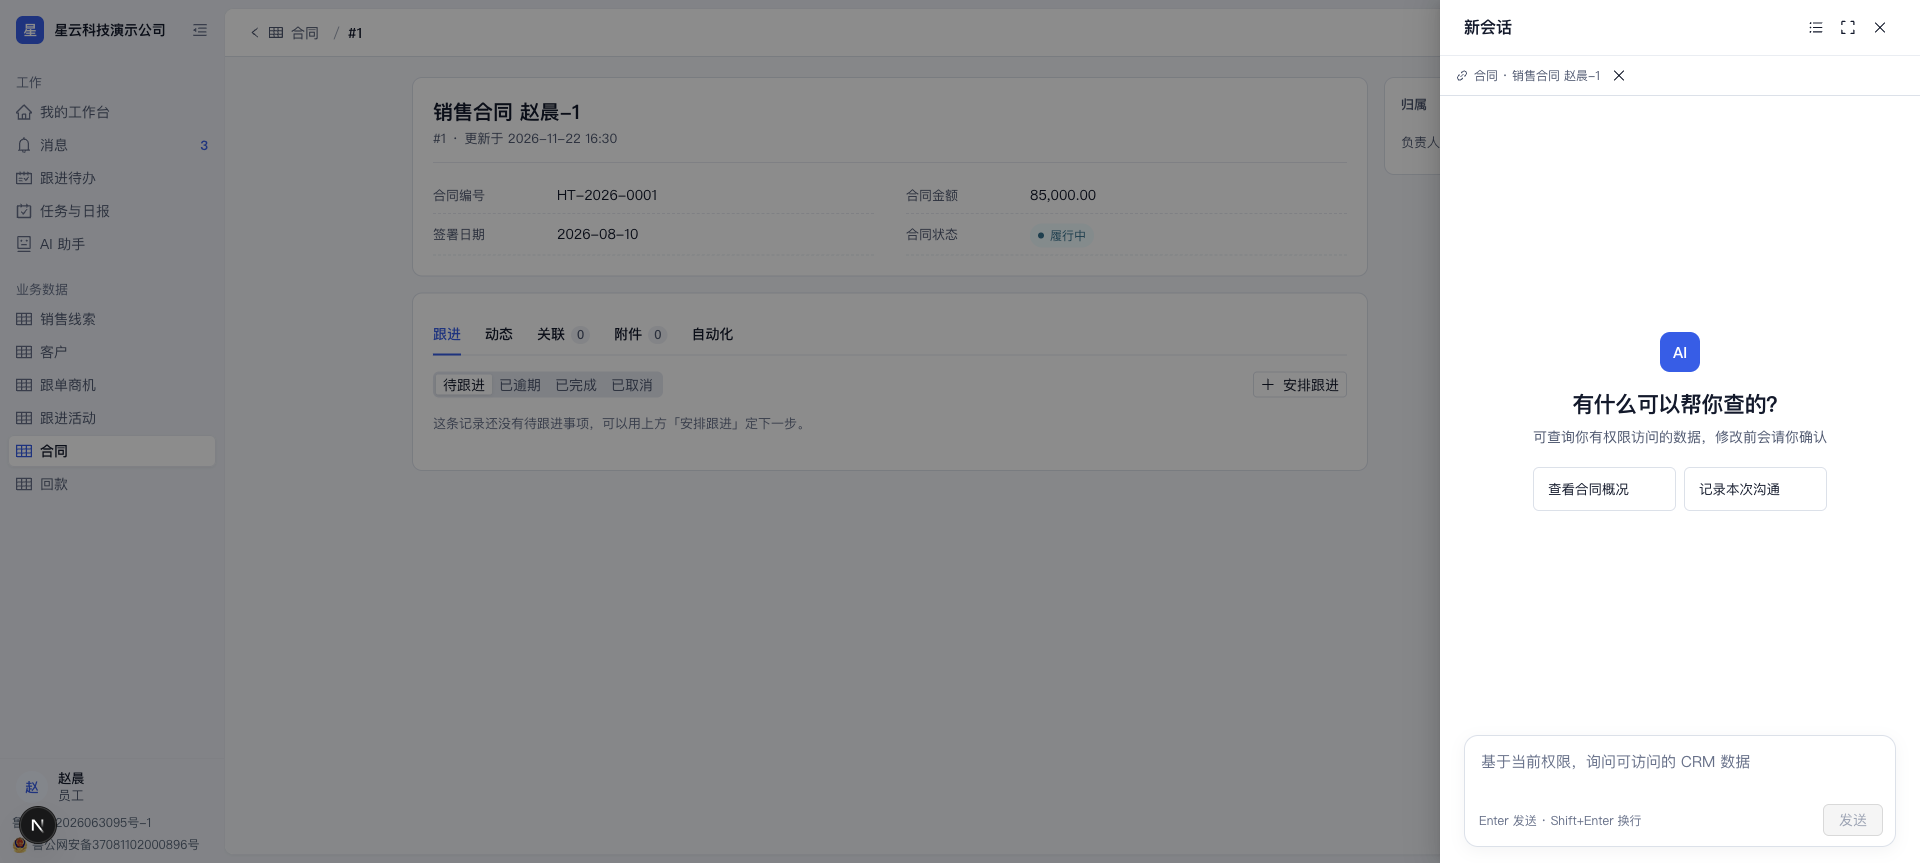 星 星云科技演示公司
工作
我的工作台
消息 3
跟进待办
任务与日报
AI 助手
业务数据
销售线索
客户
跟单商机
跟进活动
合同
回款
赵 赵晨
员工
N 2026063095号-1
公网安备37081102000896号
合同 / #1
销售合同 赵晨-1
#1 · 更新于 2026-11-22 16:30
合同编号 HT-2026-0001 合同金额 85,000.00
签署日期 2026-08-10 合同状态 履行中
跟进 动态 关联 0 附件 0 自动化
待跟进 已逾期 已完成 已取消 安排跟进
这条记录还没有待跟进事项，可以用上方「安排跟进」定下一步。
归属
负责人
新会话
合同 · 销售合同 赵晨-1
AI
有什么可以帮你查的?
可查询你有权限访问的数据，修改前会请你确认
查看合同概况 记录本次沟通
基于当前权限，询问可访问的 CRM 数据
Enter 发送 · Shift+Enter 换行 发送